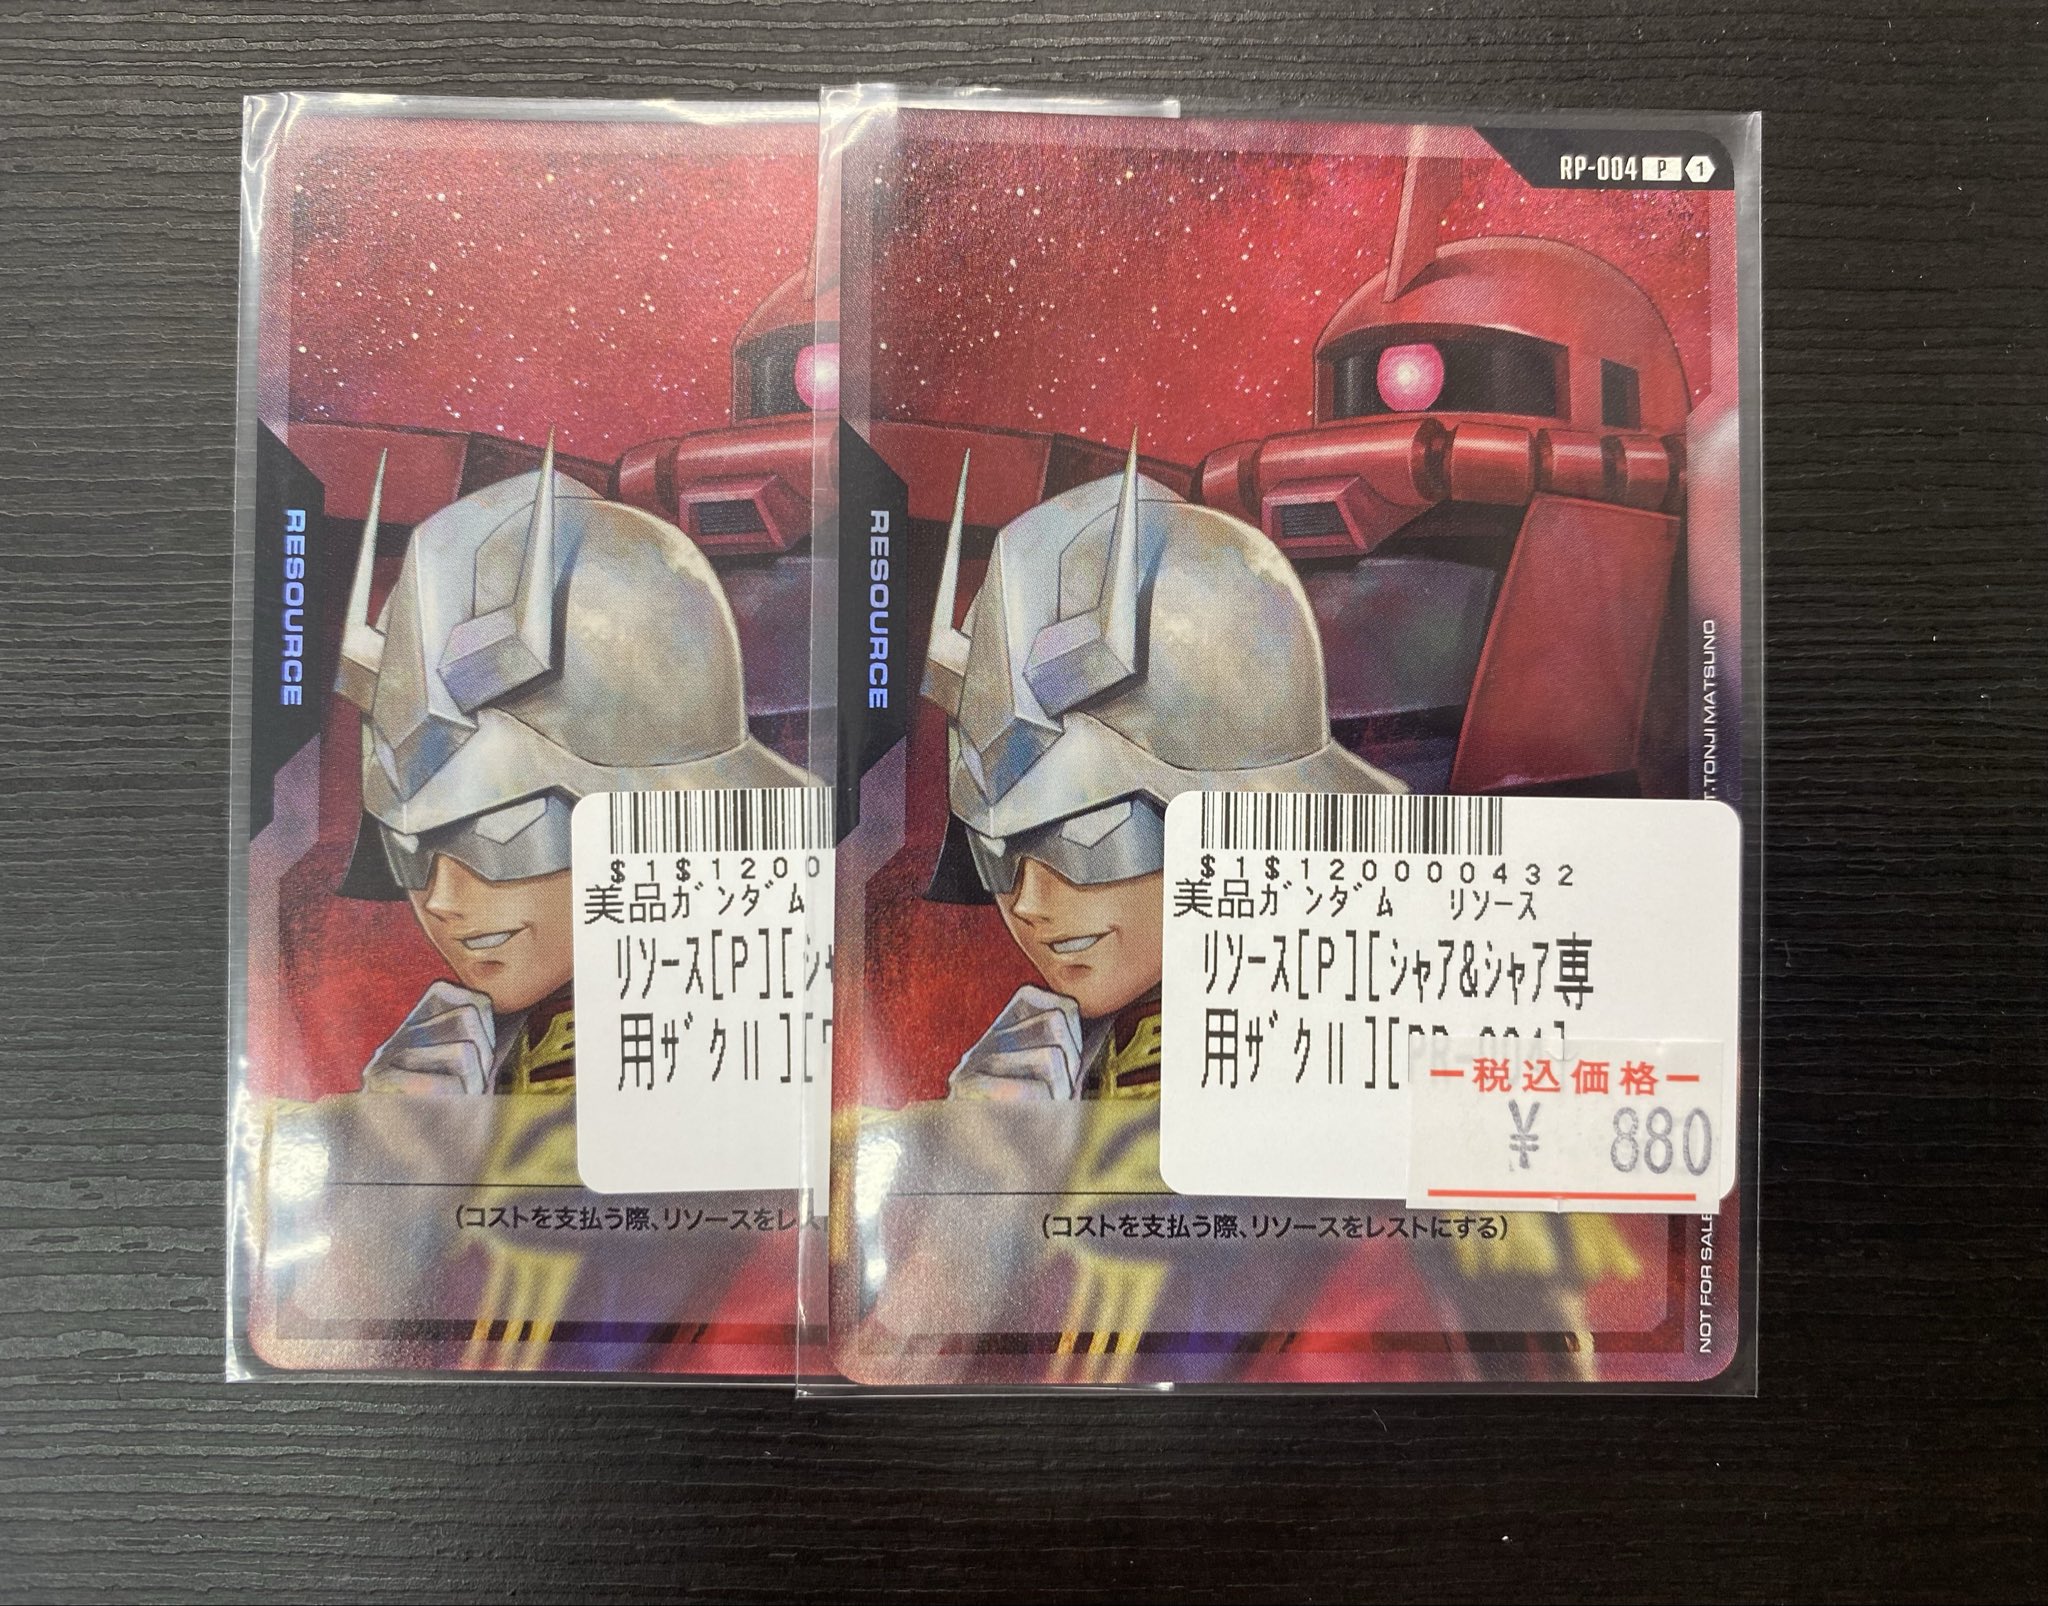 RESOURCE
$1$1200
美品ガンダム
リソース[P][シャ
用ザクII][
(コストを支払う際、リソースをレス
RP-004 P 1
RESOURCE
T.TONJI MATSUNO
$1$120000432
美品ガンダム リソース
リソース[P][シャア&シャア専
用ザクII][PR-004]
ー税込価格ー
¥ 880
(コストを支払う際、リソースをレストにする)
NOT FOR SALE